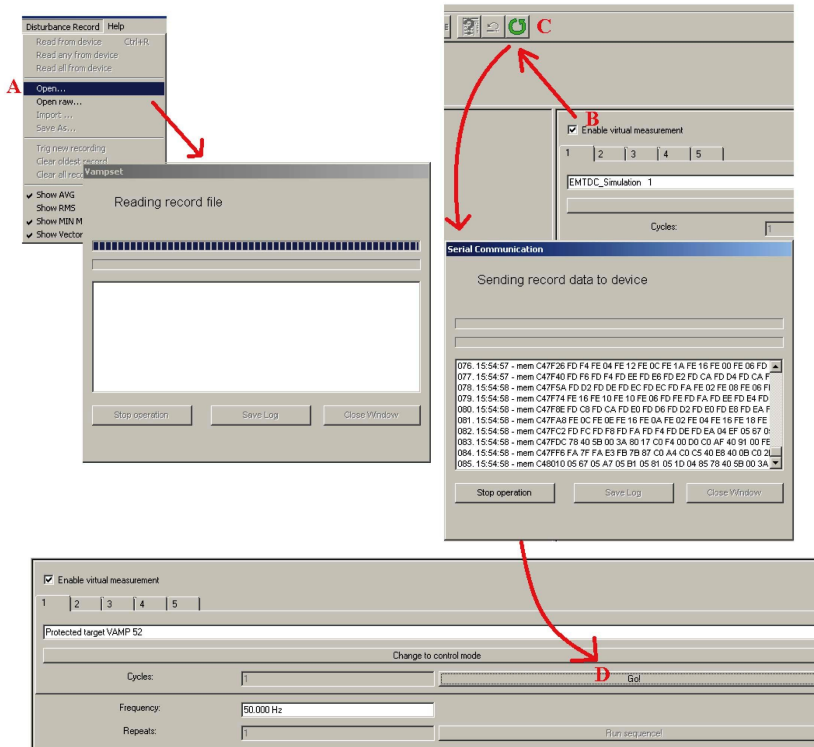 Disturbance Record Help
Read from device Ctrl+R
Read any from device
Read all from device
A
Open...
Open raw...
Import ...
Save As...
Trig new recording
Clear oldest record
Clear all
Show AVG
Show RMS
Show MIN
Show Vector
Vampset
Reading record file
Stop operation Save Log Close Window
C
B
Enable virtual measurement
1 2 3 4 5
EMTDC_Simulation 1
Cycles: 1
Serial Communication
Sending record data to device
076. 15:54:57 - mem C47F26 FD F4 FE 04 FE 12 FE 0C FE 1A FE 16 FE 00 FE 06 FD
077. 15:54:58 - mem C47F40 FD F6 FD F4 FD EE FD E6 FD E2 FD CA FD D4 FD CA F
078. 15:54:58 - mem C47F5A FD D2 FD DE FD EC FD EC FD FA FE 02 FE 08 FE 06 F
079. 15:54:58 - mem C47F74 FE 16 FE 10 FE 10 FE 06 FD FE FD FA FD EE FD E4 FD
080. 15:54:58 - mem C47F8E FD C8 FD CA FD E0 FD D6 FD D2 FD E0 FD E8 FD EA F
081. 15:54:58 - mem C47FA8 FE 0C FE 0E FE 16 FE 0A FE 02 FE 04 FE 16 FE 18 FE
082. 15:54:58 - mem C47FC2 FD FC FD F8 FD FA FD F4 FD DE FD EA 04 EF 05 67 0
083. 15:54:58 - mem C47FDC 78 40 5B 00 3A 80 17 C0 F4 00 D0 C0 AF 40 91 00 FE
084. 15:54:58 - mem C47FF6 FA 7F FA E3 FB 7B 87 C0 A4 C0 C5 40 E8 40 0B C0 2
085. 15:54:58 - mem C48010 05 67 05 A7 05 B1 05 81 05 1D 04 85 78 40 5B 00 3A
Stop operation Save Log Close Window
Enable virtual measurement
1 2 3 4 5
Protected target VAMP 52
Change to control mode
Cycles: 1 D Go!
Frequency: 50.000 Hz
Repeats: 1 Run sequence!